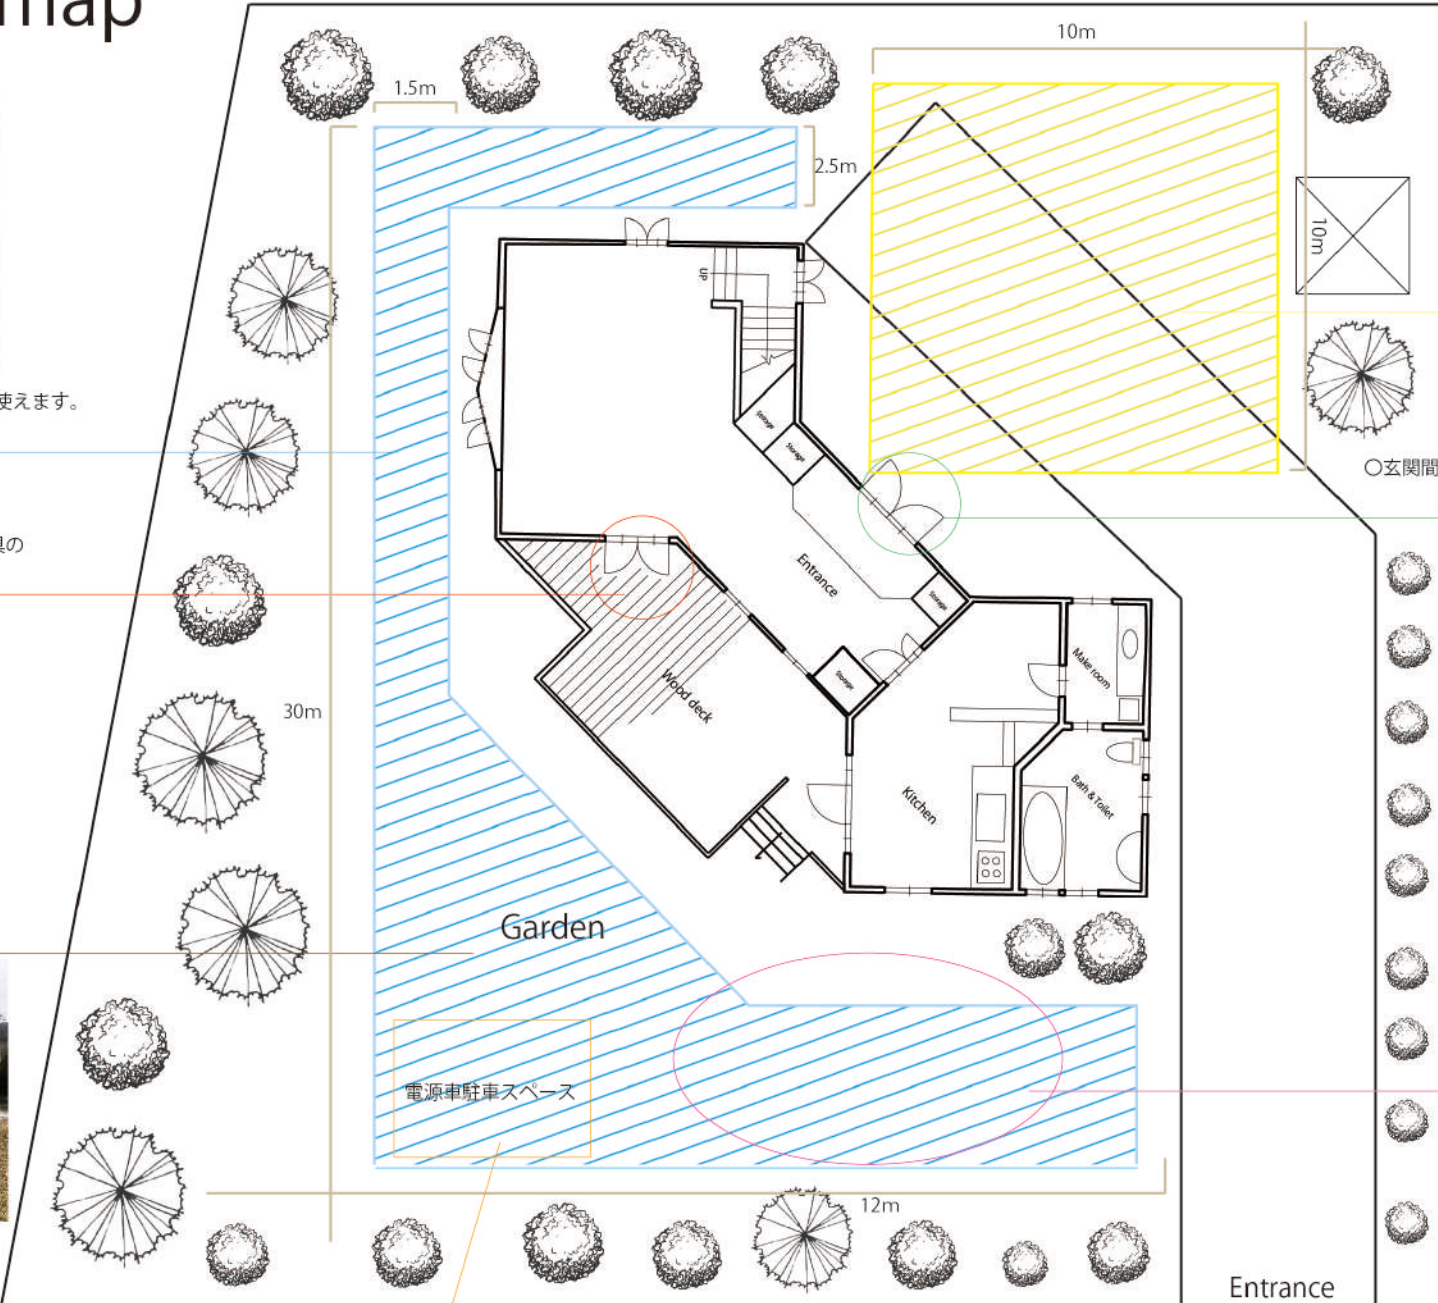 map
10m
1.5m
2.5m
10m
UP
使えます。
Storage
Storage
〇玄関間
具の
Entrance
Storage
Make room
Storage
Wood deck
30m
Bath & Toilet
Kitchen
Garden
電源車駐車スペース
12m
Entrance